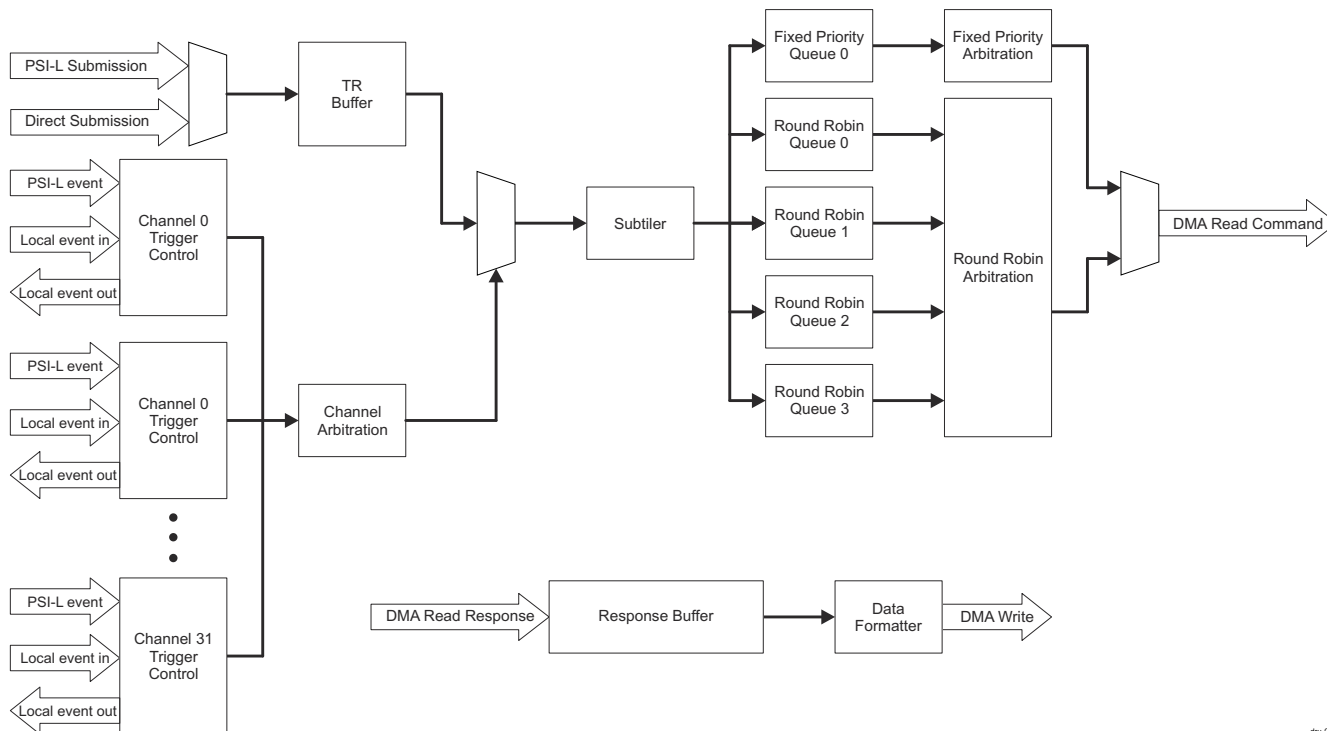 PSI-L Submission
Direct Submission
TR
Buffer
PSI-L event
Local event in
Local event out
Channel 0
Trigger
Control
PSI-L event
Local event in
Local event out
Channel 0
Trigger
Control
PSI-L event
Local event in
Local event out
Channel 31
Trigger
Control
Channel
Arbitration
Subtiler
Fixed Priority
Queue 0
Round Robin
Queue 0
Round Robin
Queue 1
Round Robin
Queue 2
Round Robin
Queue 3
Fixed Priority
Arbitration
Round Robin
Arbitration
DMA Read Command
DMA Read Response
Response Buffer
Data
Formatter
DMA Write